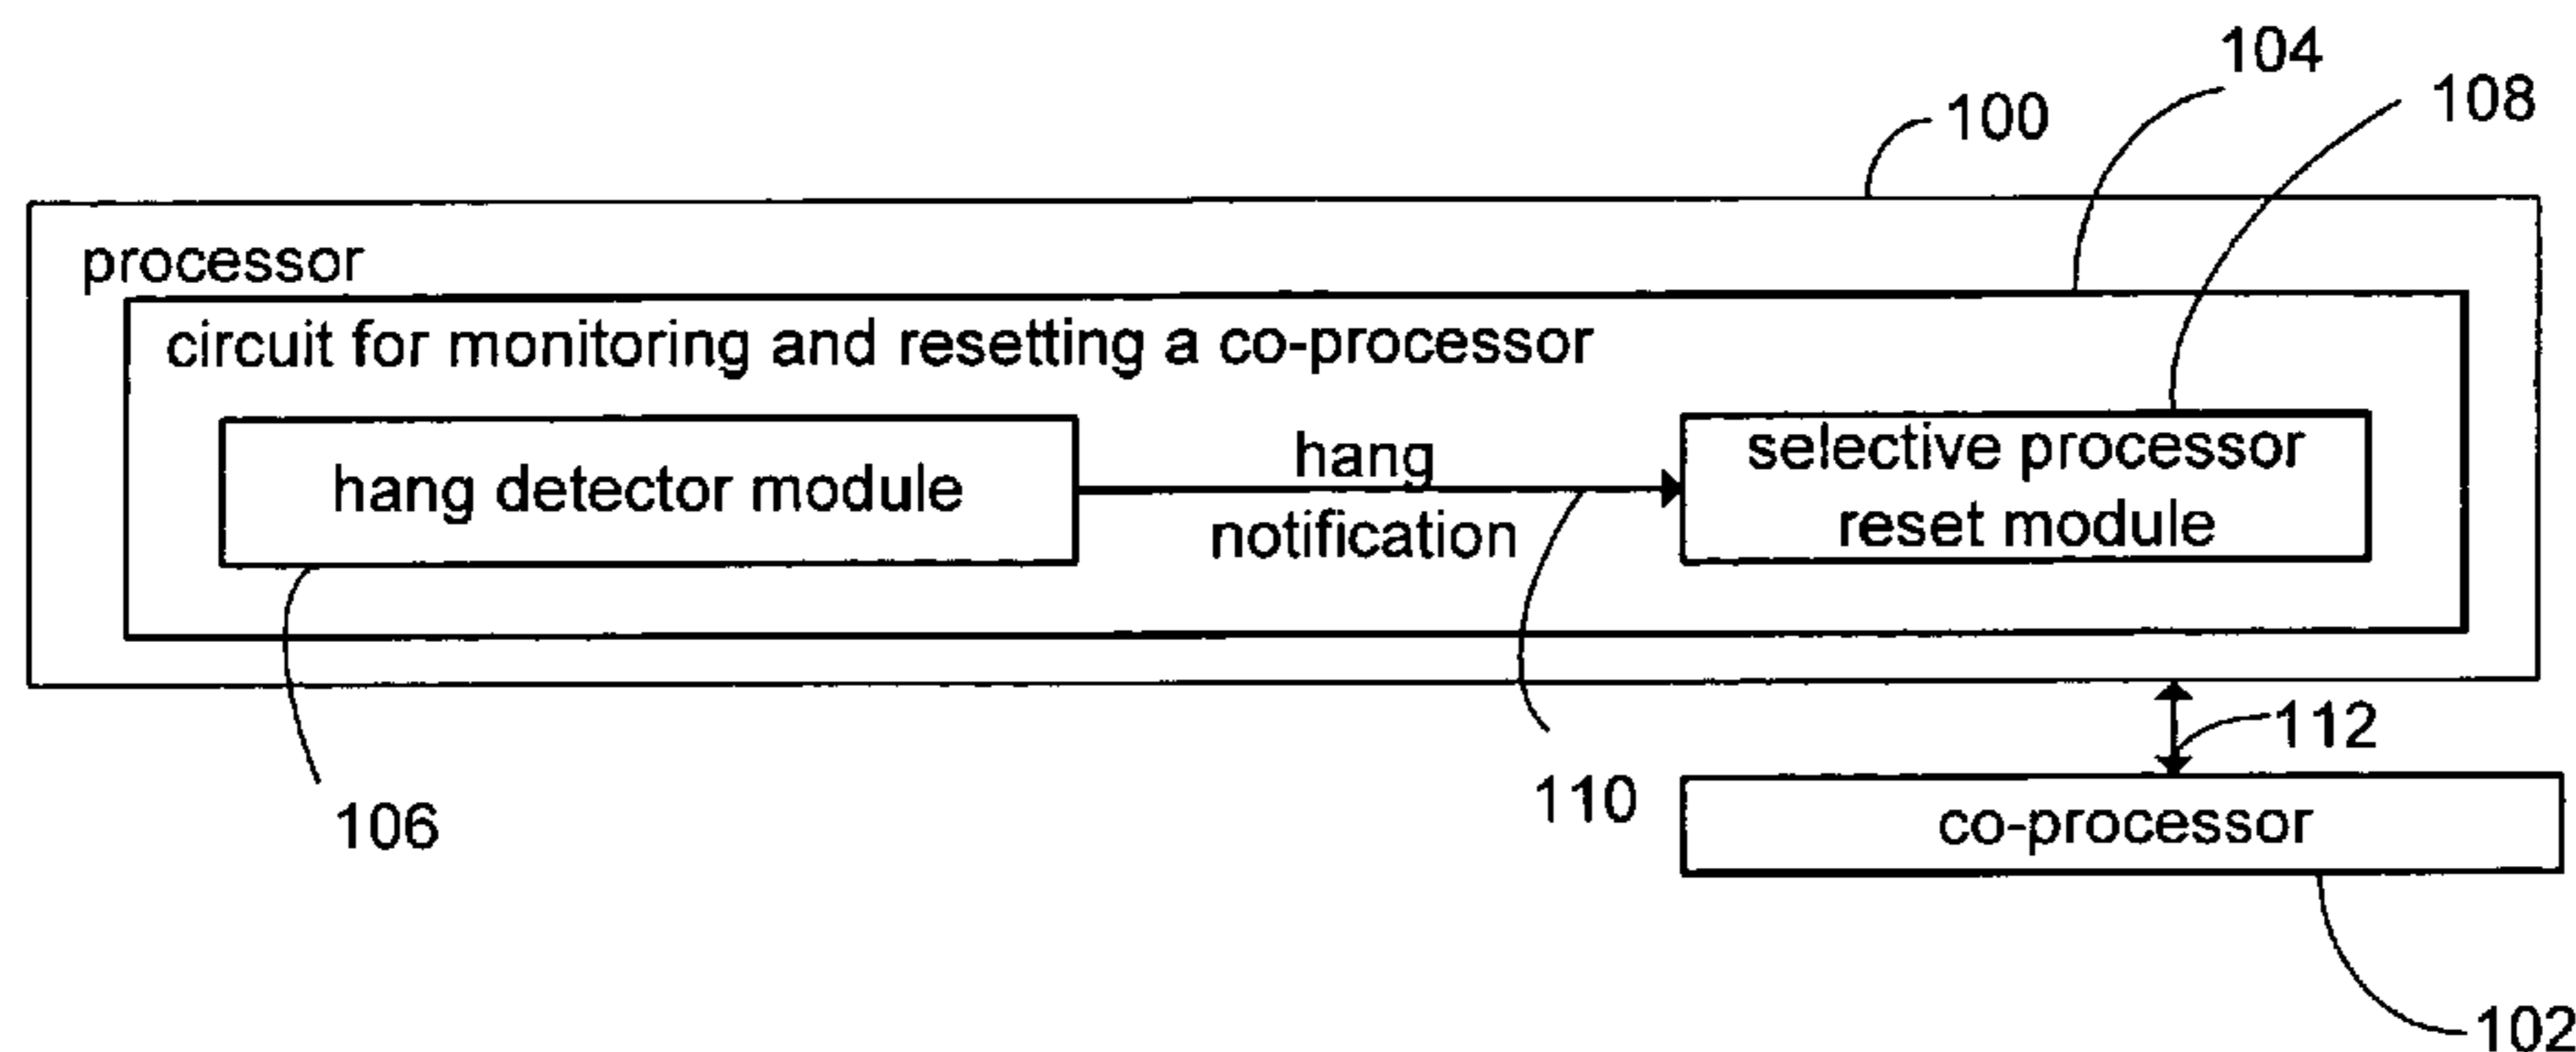 104
108
100
processor
circuit for monitoring and resetting a co-processor
hang detector module
hang
notification
selective processor
reset module
112
110
106
co-processor
102